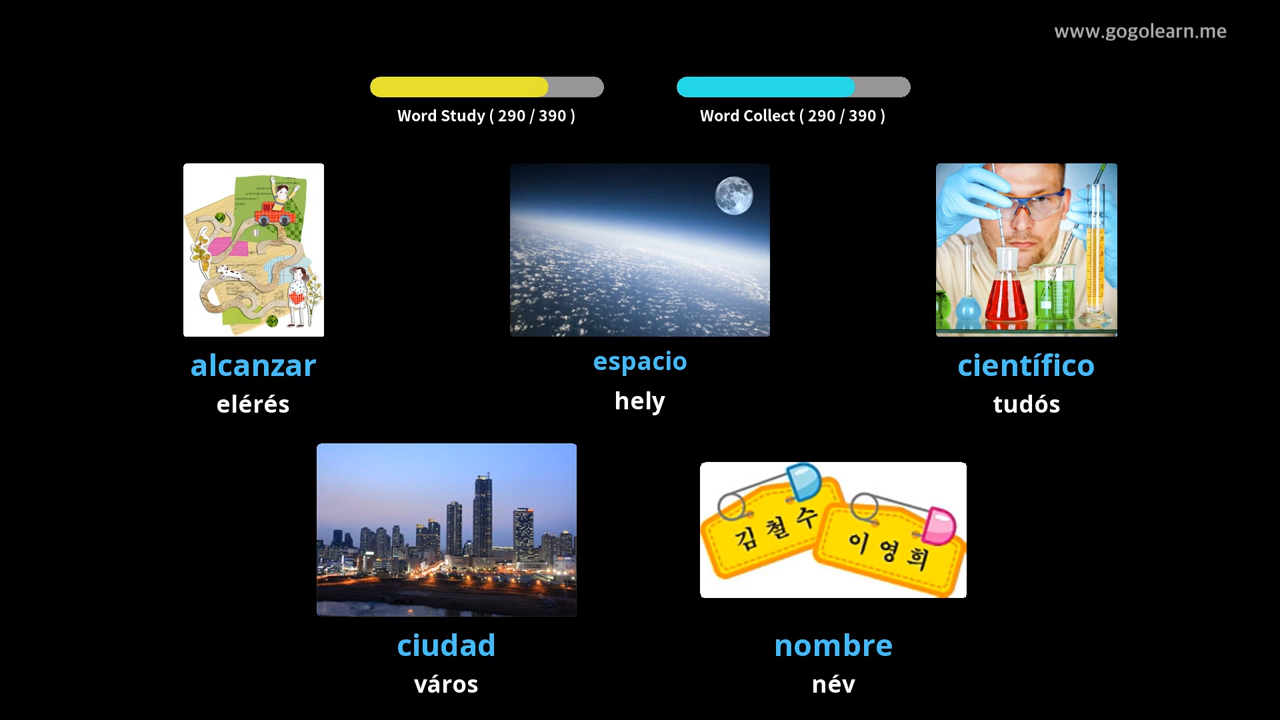 www.gogolearn.me
Word Study ( 290 / 390 )
Word Collect ( 290 / 390 )
alcanzar
elérés
espacio
hely
científico
tudós
김철수
이영희
ciudad
város
nombre
név